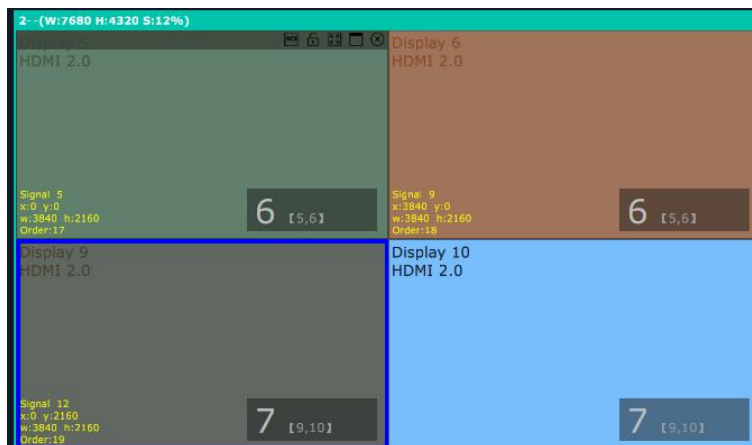 2--(W:7680 H:4320 S:12%)
Display 5
HDMI 2.0
AOI
Signal 5
x:0 y:0
w:3840 h:2160
Order:17
6 【5,6】
Display 6
HDMI 2.0
Signal 9
x:3840 y:0
w:3840 h:2160
Order:18
6 【5,6】
Display 9
HDMI 2.0
Signal 12
x:0 y:2160
w:3840 h:2160
Order:19
7 【9,10】
Display 10
HDMI 2.0
7 【9,10】